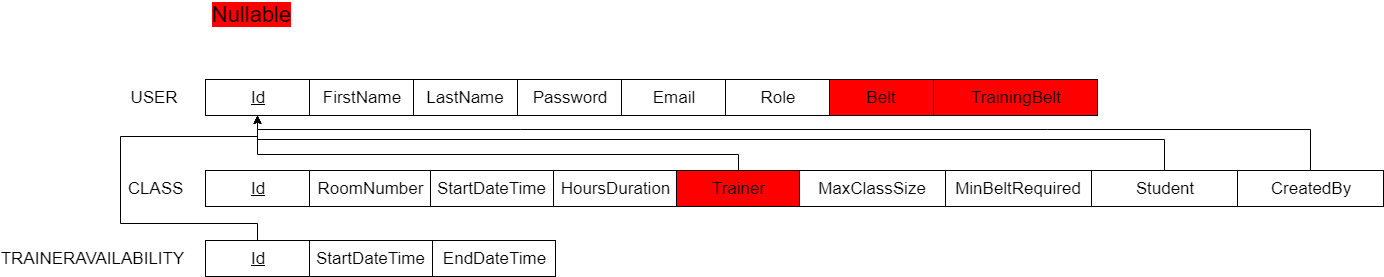 Nullable
USER Id FirstName LastName Password Email Role Belt TrainingBelt
CLASS Id RoomNumber StartDateTime HoursDuration Trainer MaxClassSize MinBeltRequired Student CreatedBy
TRAINERAVAILABILITY Id StartDateTime EndDateTime